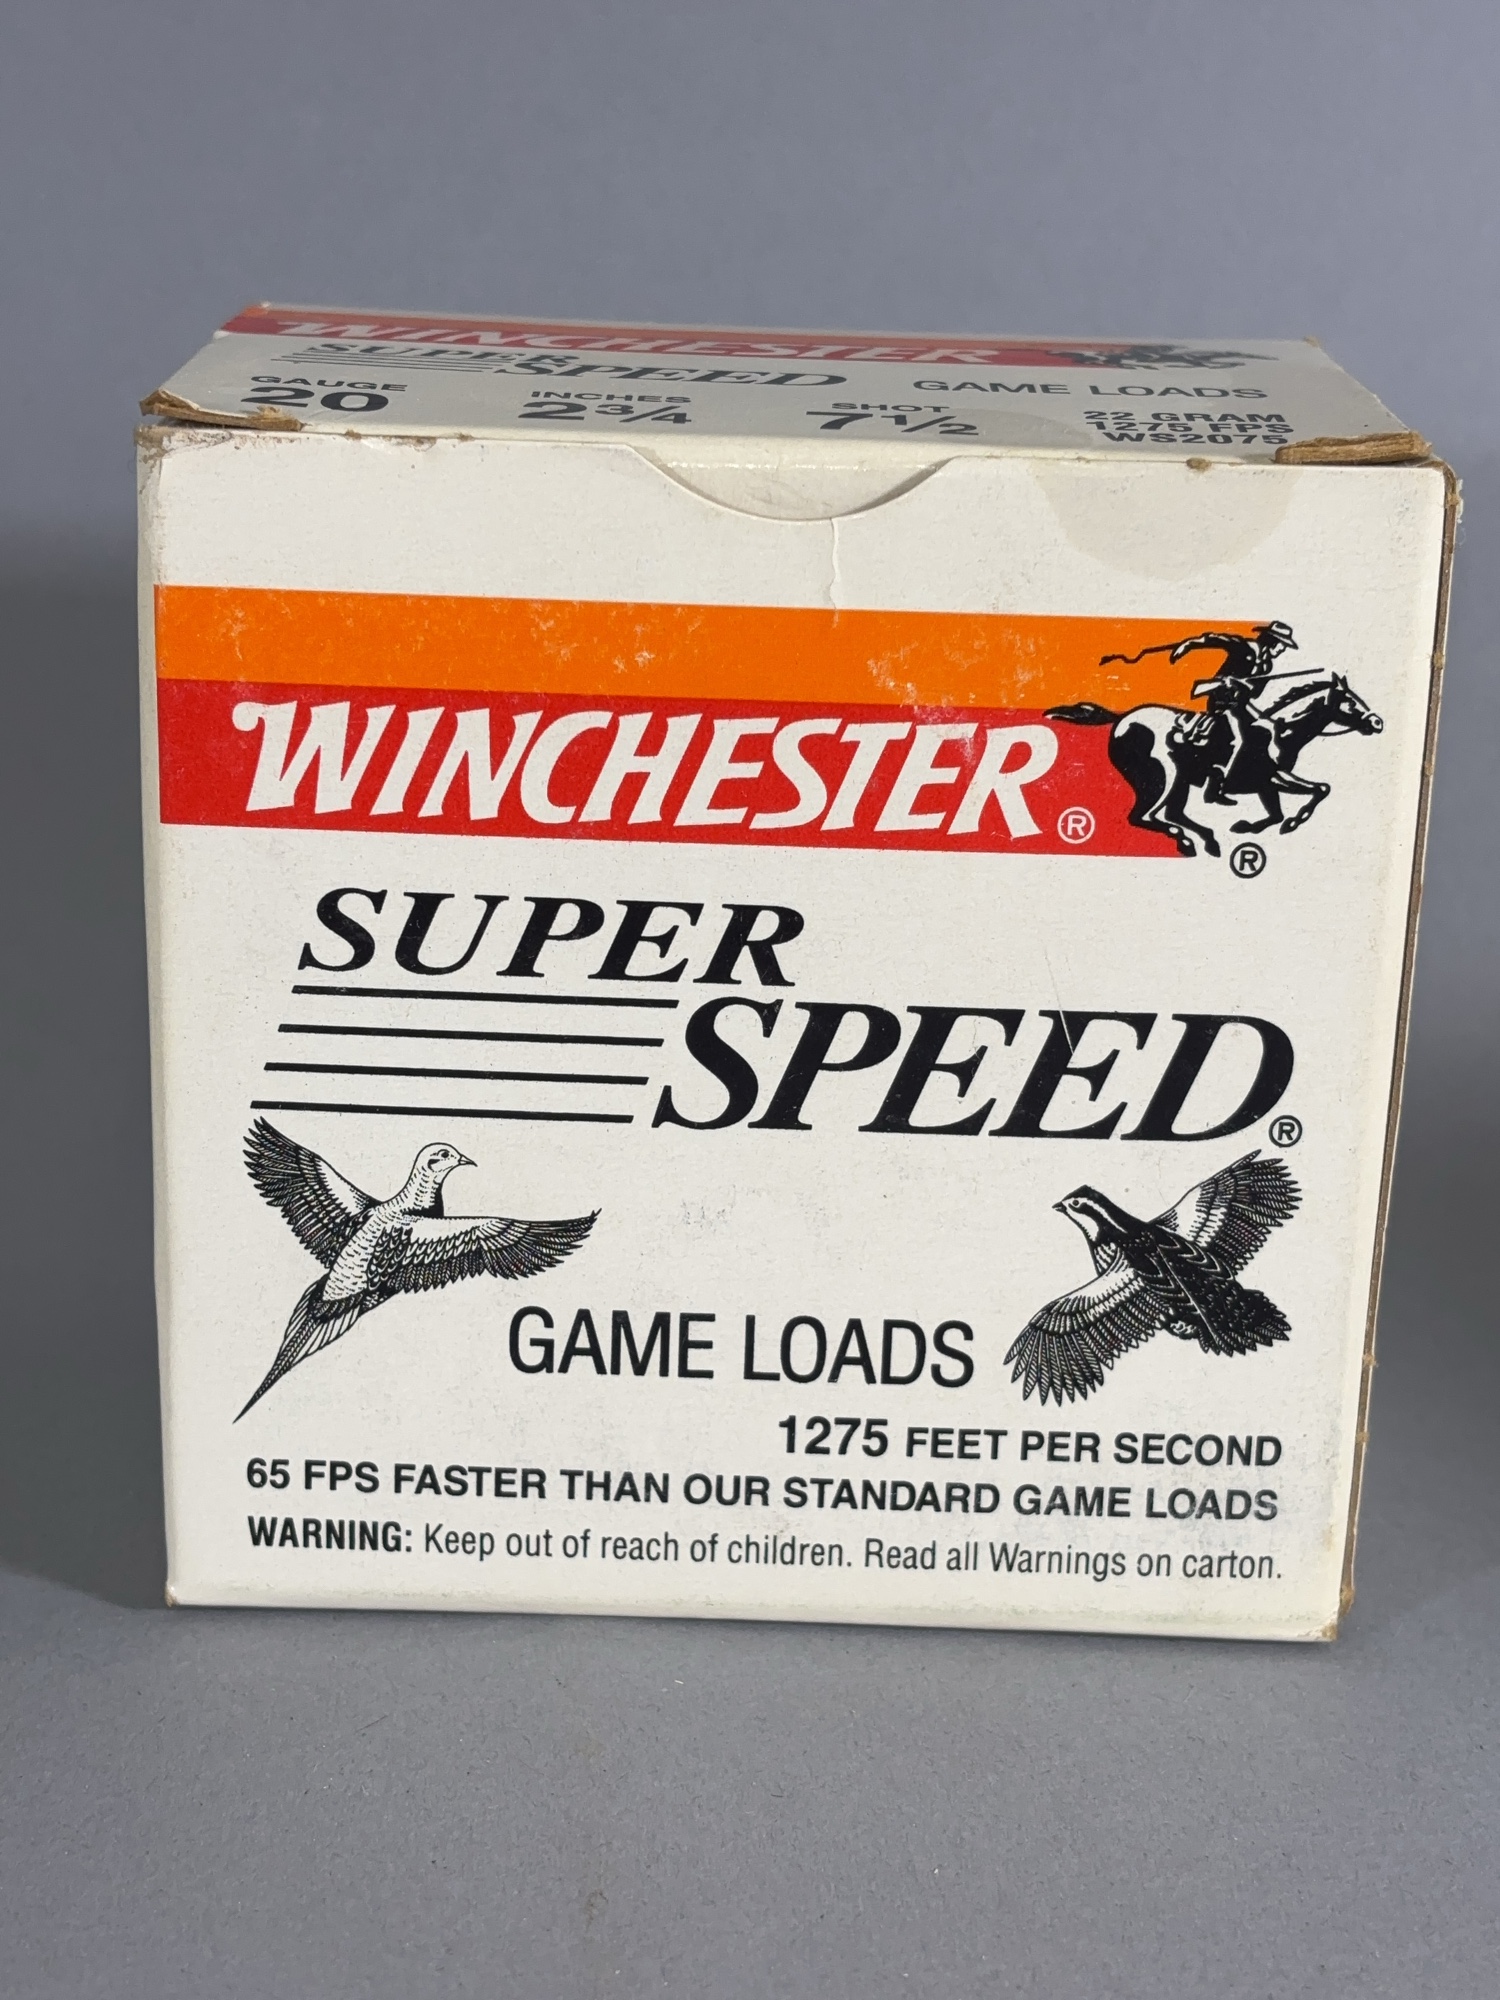 WINCHESTER
SUPER SPEED GAME LOADS
GAUGE INCHES SHOT 22 GRAM
20 2 3/4 7 1/2 1275 FPS
WS2075
WINCHESTER®
®
SUPER
SPEED®
GAME LOADS
1275 FEET PER SECOND
65 FPS FASTER THAN OUR STANDARD GAME LOADS
WARNING: Keep out of reach of children. Read all Warnings on carton.